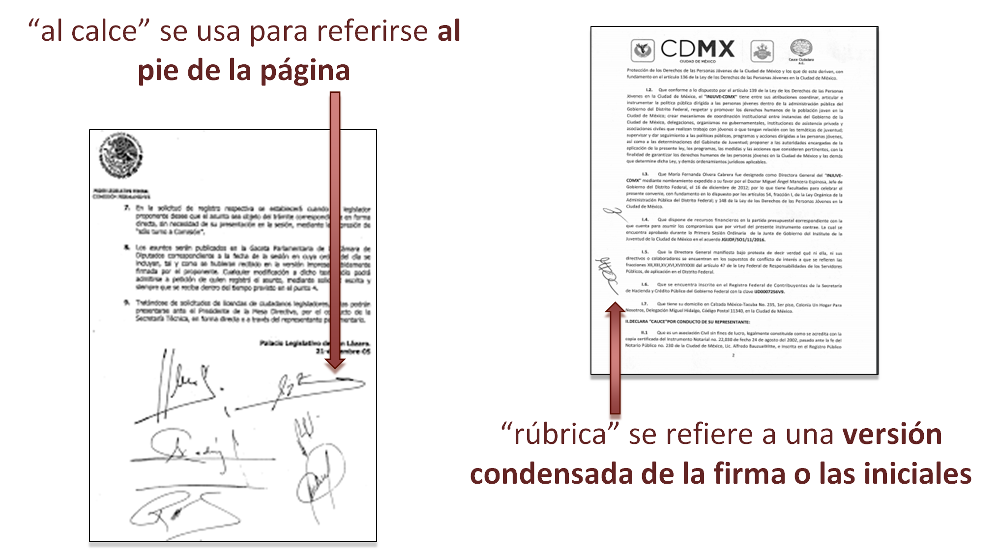 “al calce” se usa para referirse al
pie de la página
7. En la solicitud de registro respectiva se establecerá cuando legislador
proponente desee que el asunto sea objeto del trámite correspondien en forma
directa, sin necesidad de su presentación en la sesión, mediante la presión de
"sólo turno a Comisión".
8. Los asuntos serán publicados en la Gaceta Parlamentaria de mara de
Diputados correspondiente a la fecha de la sesión en cuyo ord del día se
incluyan, tal y como se hubieren recibido en la versión impres bidamente
firmada por el proponente. Cualquier modificación a dicho podrá
admitirse a petición de quien registró el asunto, mediante escrita y
siempre que se reciba dentro del tiempo previsto en el punto 4.
9. Tratándose de solicitudes de licencias de ciudadanos legisladores, podrán
presentarse ante el Presidente de la Mesa Directiva, por el de la
Secretaría Técnica, en forma directa o a través del representante
Palacio Legislativo de Lázaro,
CDMX
CIUDAD DE MÉXICO
Cauce Ciudadano
A.C.
Protección de los Derechos de las Personas Jóvenes de la Ciudad de México y los que de este deriven, con
fundamento en el artículo 136 de la Ley de los Derechos de las Personas Jóvenes en la Ciudad de México.
I.2. Que conforme a lo dispuesto por el artículo 139 de la Ley de los Derechos de las Personas
Jóvenes en la Ciudad de México, el "INJUVE-CDMX" tiene entre sus atribuciones coordinar, articular e
instrumentar la política pública dirigida a las personas jóvenes dentro de la administración pública del
Gobierno del Distrito Federal, respetar y promover los derechos humanos de la población joven en la
Ciudad de México; crear mecanismos de coordinación institucional entre instancias del Gobierno de la
Ciudad de México, delegaciones, organismos no gubernamentales, instituciones de asistencia privada y
asociaciones civiles que realizan trabajo con jóvenes o que tengan relación con las temáticas de juventud;
supervisar y dar seguimiento a las políticas públicas, programas y acciones dirigidas a las personas jóvenes,
así como a las determinaciones del Gabinete de Juventud; proponer a las autoridades encargadas de la
aplicación de la presente ley, los programas, las medidas y las acciones que consideren pertinentes, con la
finalidad de garantizar los derechos humanos de las personas jóvenes en la Ciudad de México y las demás
que determine dicha Ley, y demás ordenamientos jurídicos aplicables.
I.3. Que María Fernanda Olvera Cabrera fue designada como Directora General del "INJUVE-
CDMX" mediante nombramiento expedido a su favor por el Doctor Miguel Ángel Mancera Espinosa, Jefe de
Gobierno del Distrito Federal, el 16 de diciembre de 2012; por lo que tiene facultades para celebrar el
presente convenio, con fundamento en lo dispuesto por los artículos 54, fracción I, de la Ley Orgánica de la
Administración Pública del Distrito Federal; y 148 de la Ley de los Derechos de las Personas Jóvenes en la
Ciudad de México.
I.4. Que dispone de recursos financieros en la partida presupuestal correspondiente con la
que cuenta para asumir los compromisos que por virtud del presente instrumento contrae. La cual se
encuentra aprobado durante la Primera Sesión Ordinaria de la Junta de Gobierno del Instituto de la
Juventud de la Ciudad de México en el acuerdo JGIJDF/SO1/11/2016.
I.5. Que la Directora General manifiesta bajo protesta de decir verdad qué ni ella, ni sus
directivos o colaboradores se encuentran en los supuestos de conflicto de interés a que se refieren las
fracciones XII,XIII,XV,XVI,XVIIYXXIII del artículo 47 de la Ley Federal de Responsabilidades de los Servidores
Públicos, de aplicación en el Distrito Federal.
I.6. Que se encuentra inscrito en el Registro Federal de Contribuyentes de la Secretaría
de Hacienda y Crédito Público del Gobierno Federal con la clave IJD0007256V9.
I.7. Que tiene su domicilio en Calzada México-Tacuba No. 235, 1er piso, Colonia Un Hogar Para
Nosotros, Delegación Miguel Hidalgo, Código Postal 11340, en la Ciudad de México.
II.DECLARA "CAUCE"POR CONDUCTO DE SU REPRESENTANTE:
II.1 Que es un asociación Civil sin fines de lucro, legalmente constituida como se acredita con la
copia certificada del Instrumento Notarial no. 22,030 de fecha 24 de agosto del 2002, pasado ante la fe del
Notario Público no. 230 de la Ciudad de México, Lic. Alfredo BauzuaWitte, e inscrita en el Registro Público
2
“rúbrica” se refiere a una versión
condensada de la firma o las iniciales